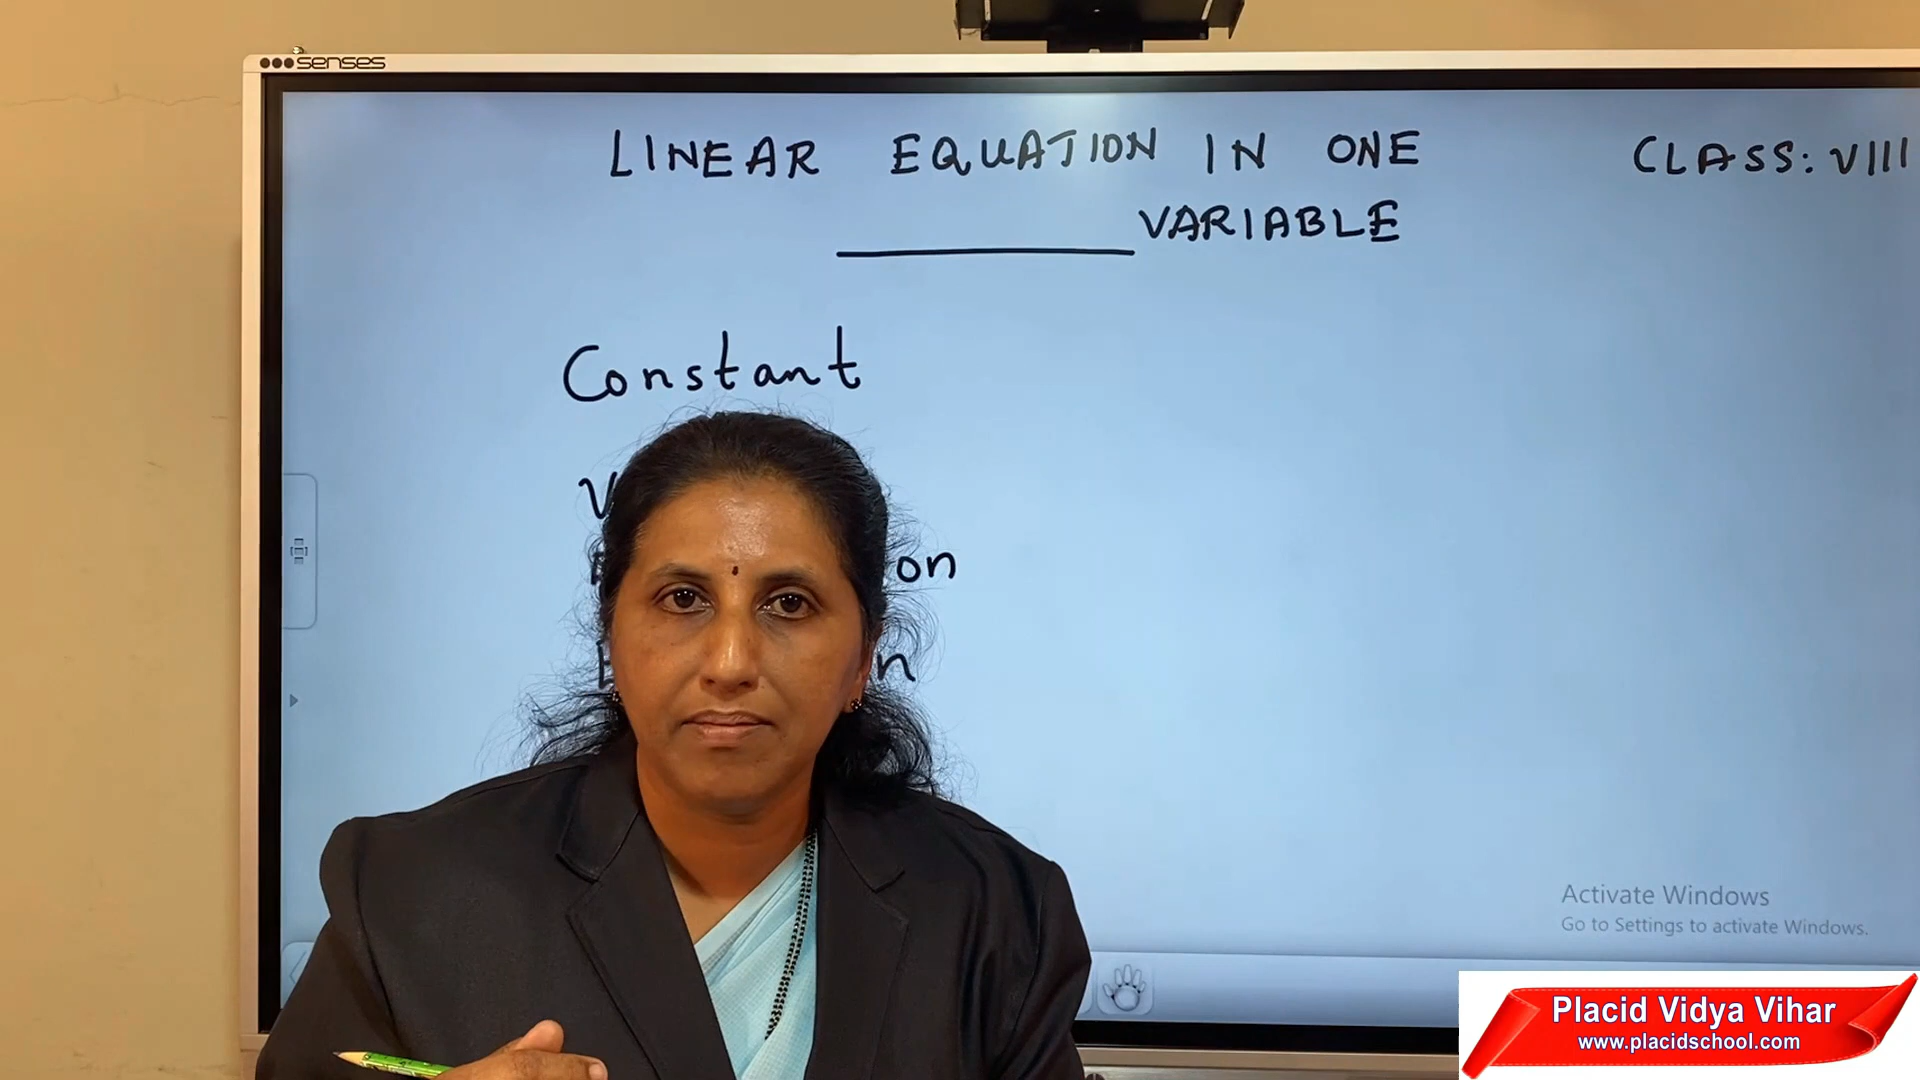 senses
LINEAR EQUATION IN ONE
VARIABLE
CLASS: VIII
Constant
Activate Windows
Go to Settings to activate Windows.
Placid Vidya Vihar
www.placidschool.com